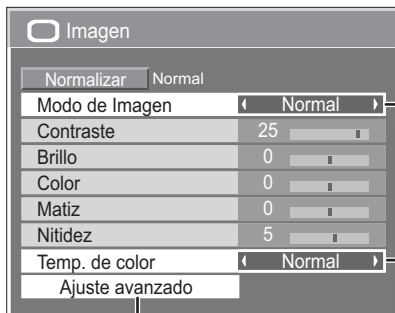 Imagen
Normalizar Normal
Modo de Imagen Normal
Contraste 25
Brillo 0
Color 0
Matiz 0
Nitidez 5
Temp. de color Normal
Ajuste avanzado